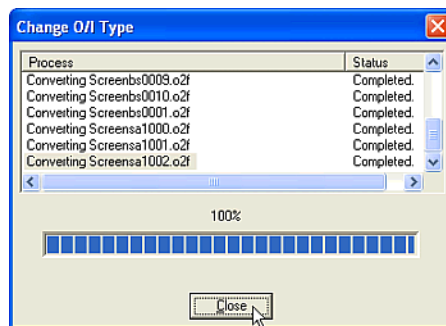 Change O/I Type
Process Status
Converting Screenbs0009.o2f Completed.
Converting Screenbs0010.o2f Completed.
Converting Screenbs0001.o2f Completed.
Converting Screensa1000.o2f Completed.
Converting Screensa1001.o2f Completed.
Converting Screensa1002.o2f Completed.
100%
Close